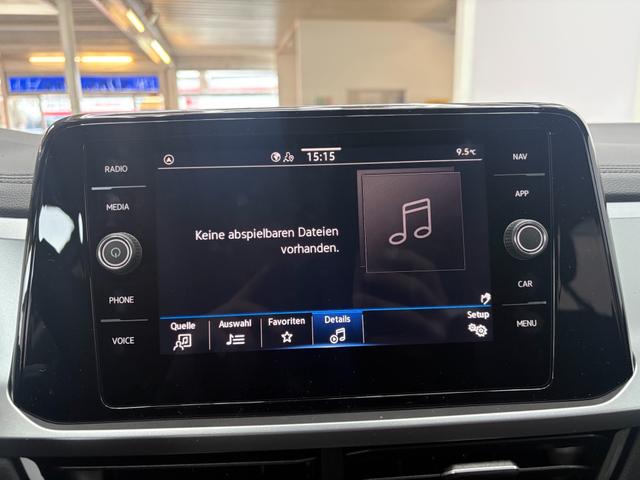 RADIO
MEDIA
PHONE
VOICE
15:15
9.5°C
Keine abspielbaren Dateien
vorhanden.
Quelle
Auswahl
Favoriten
Details
Setup
NAV
APP
CAR
MENU